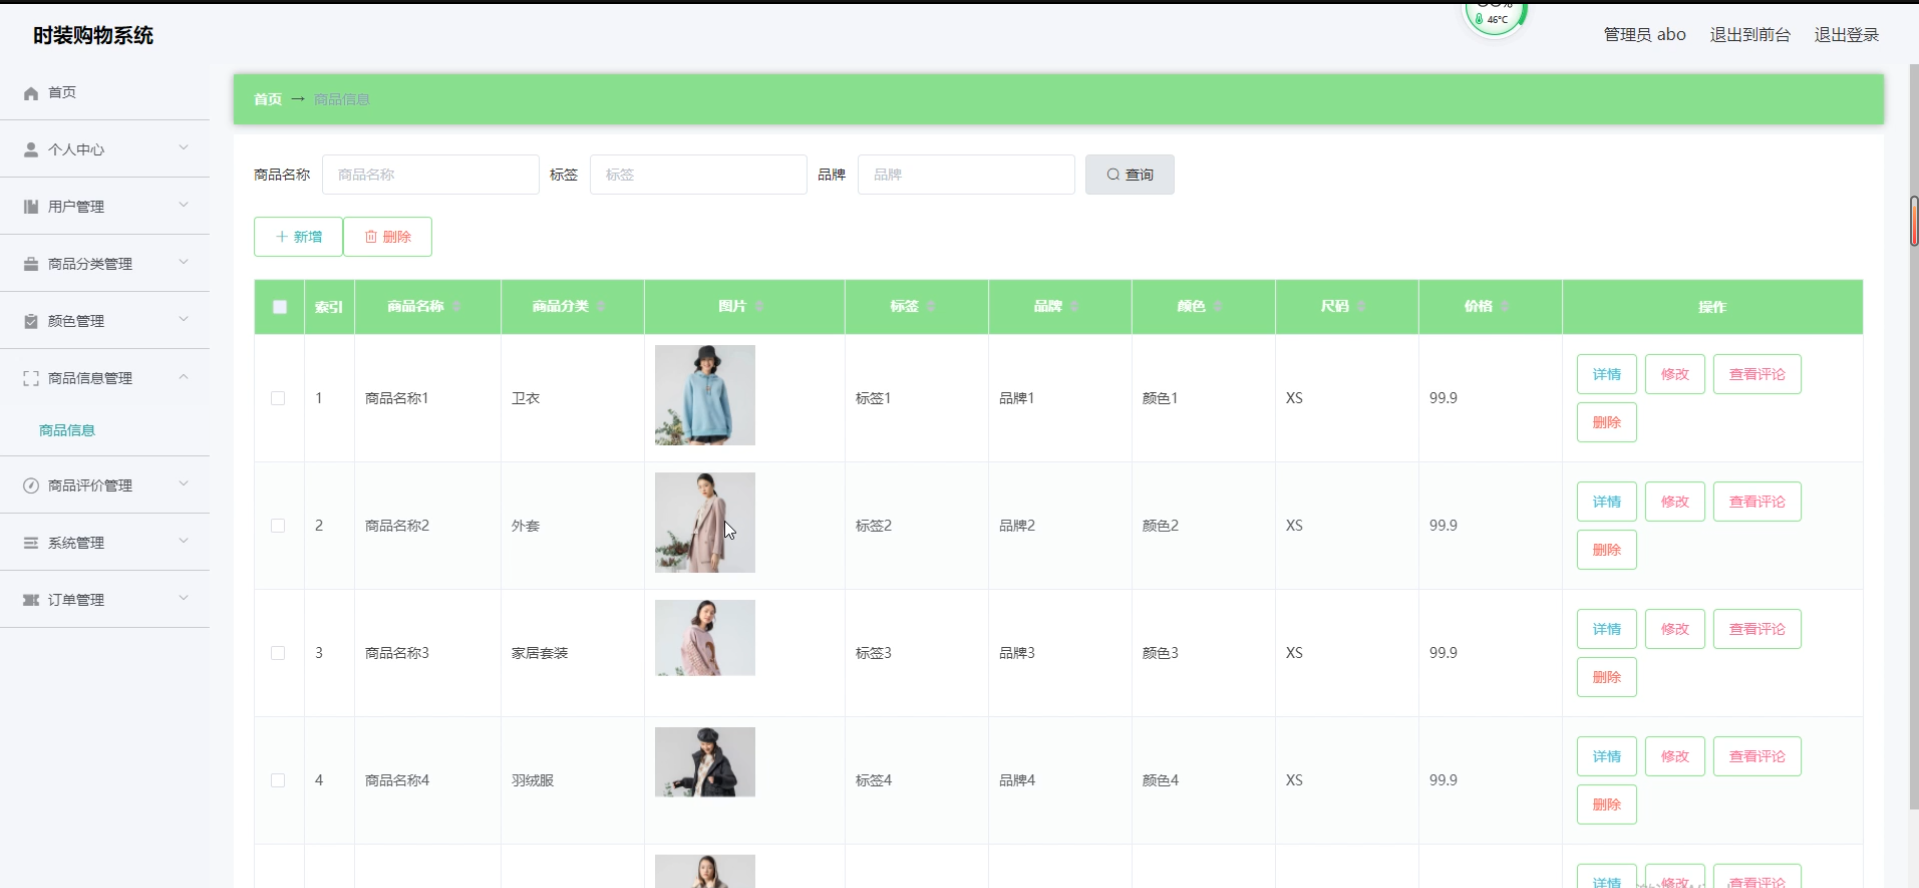 时装购物系统
46°C
管理员 abo 退出到前台 退出登录
首页
个人中心
用户管理
商品分类管理
颜色管理
商品信息管理
商品信息
商品评价管理
系统管理
订单管理
首页 → 商品信息
商品名称 商品名称 标签 标签 品牌 品牌 查询
新增 删除
索引 商品名称 商品分类 图片 标签 品牌 颜色 尺码 价格 操作
1 商品名称1 卫衣 标签1 品牌1 颜色1 XS 99.9 详情 修改 查看评论
删除
2 商品名称2 外套 标签2 品牌2 颜色2 XS 99.9 详情 修改 查看评论
删除
3 商品名称3 家居套装 标签3 品牌3 颜色3 XS 99.9 详情 修改 查看评论
删除
4 商品名称4 羽绒服 标签4 品牌4 颜色4 XS 99.9 详情 修改 查看评论
删除
详情 修改 查看评论